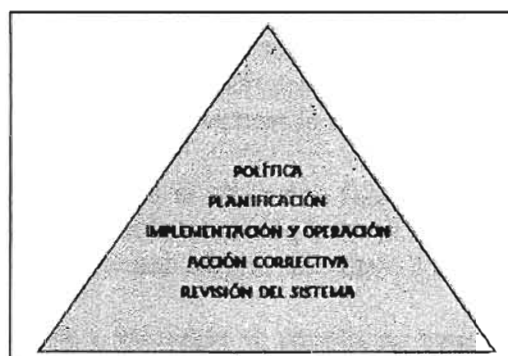 POLÍTICA
PLANIFICACIÓN
IMPLEMENTACIÓN Y OPERACIÓN
ACCIÓN CORRECTIVA
REVISIÓN DEL SISTEMA